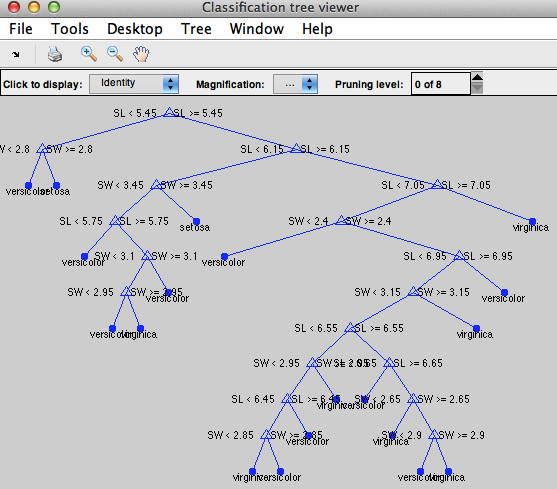 Classification tree viewer
File Tools Desktop Tree Window Help
Click to display: Identity Magnification: ... Pruning level: 0 of 8
SL < 5.45 SL >= 5.45
< 2.8 SW >= 2.8 SL < 6.15 SL >= 6.15
versicolor setosa SW < 3.45 SW >= 3.45 SL < 7.05 SL >= 7.05
SL < 5.75 SL >= 5.75 setosa SW < 2.4 SW >= 2.4 virginica
versicolor SW < 3.1 SW >= 3.1 versicolor SL < 6.95 SL >= 6.95
SW < 2.95 SW >= 2.95 versicolor SW < 3.15 SW >= 3.15 versicolor
versicolor virginica SL < 6.55 SL >= 6.55 virginica
SW < 2.95 SW >= 2.95 SL < 6.65 SL >= 6.65
SL < 6.45 SL >= 6.45 virginica versicolor SW < 2.65 SW >= 2.65
SW < 2.85 SW >= 2.85 versicolor virginica SW < 2.9 SW >= 2.9
virginica versicolor versicolor virginica